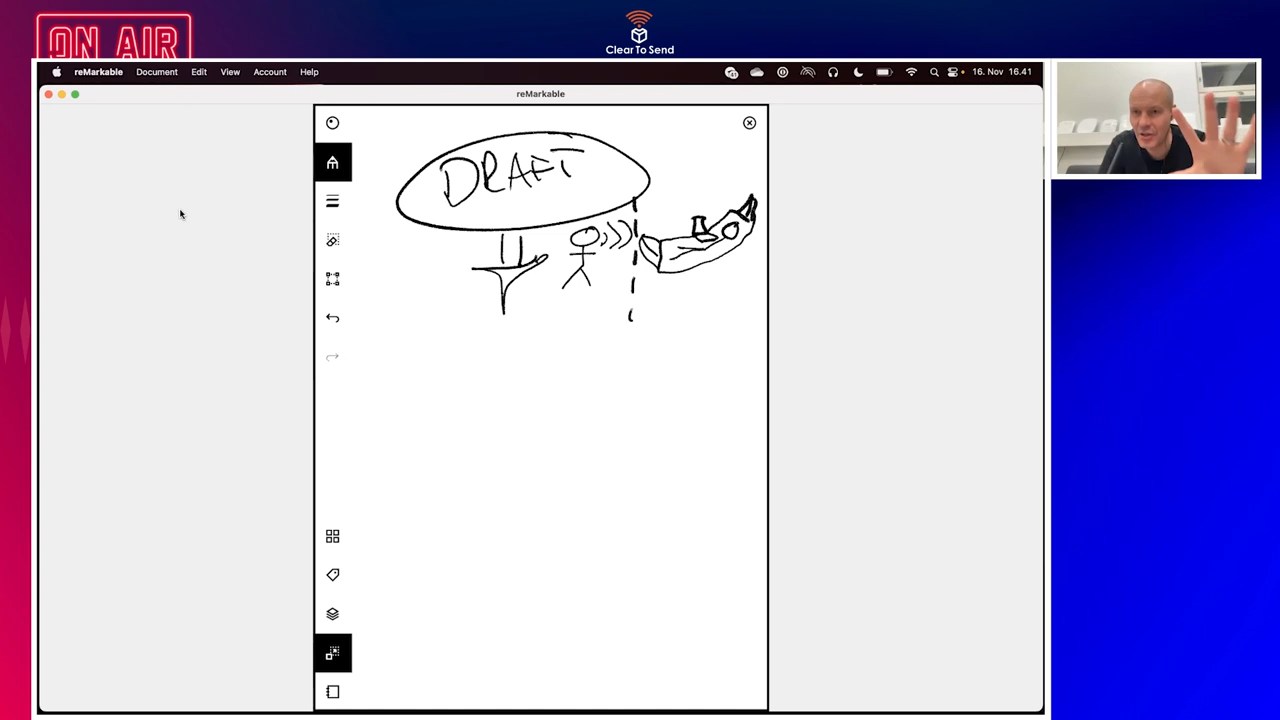 ON AIR
Clear To Send
reMarkable Document Edit View Account Help 16. Nov 16.41
reMarkable
DRAFT